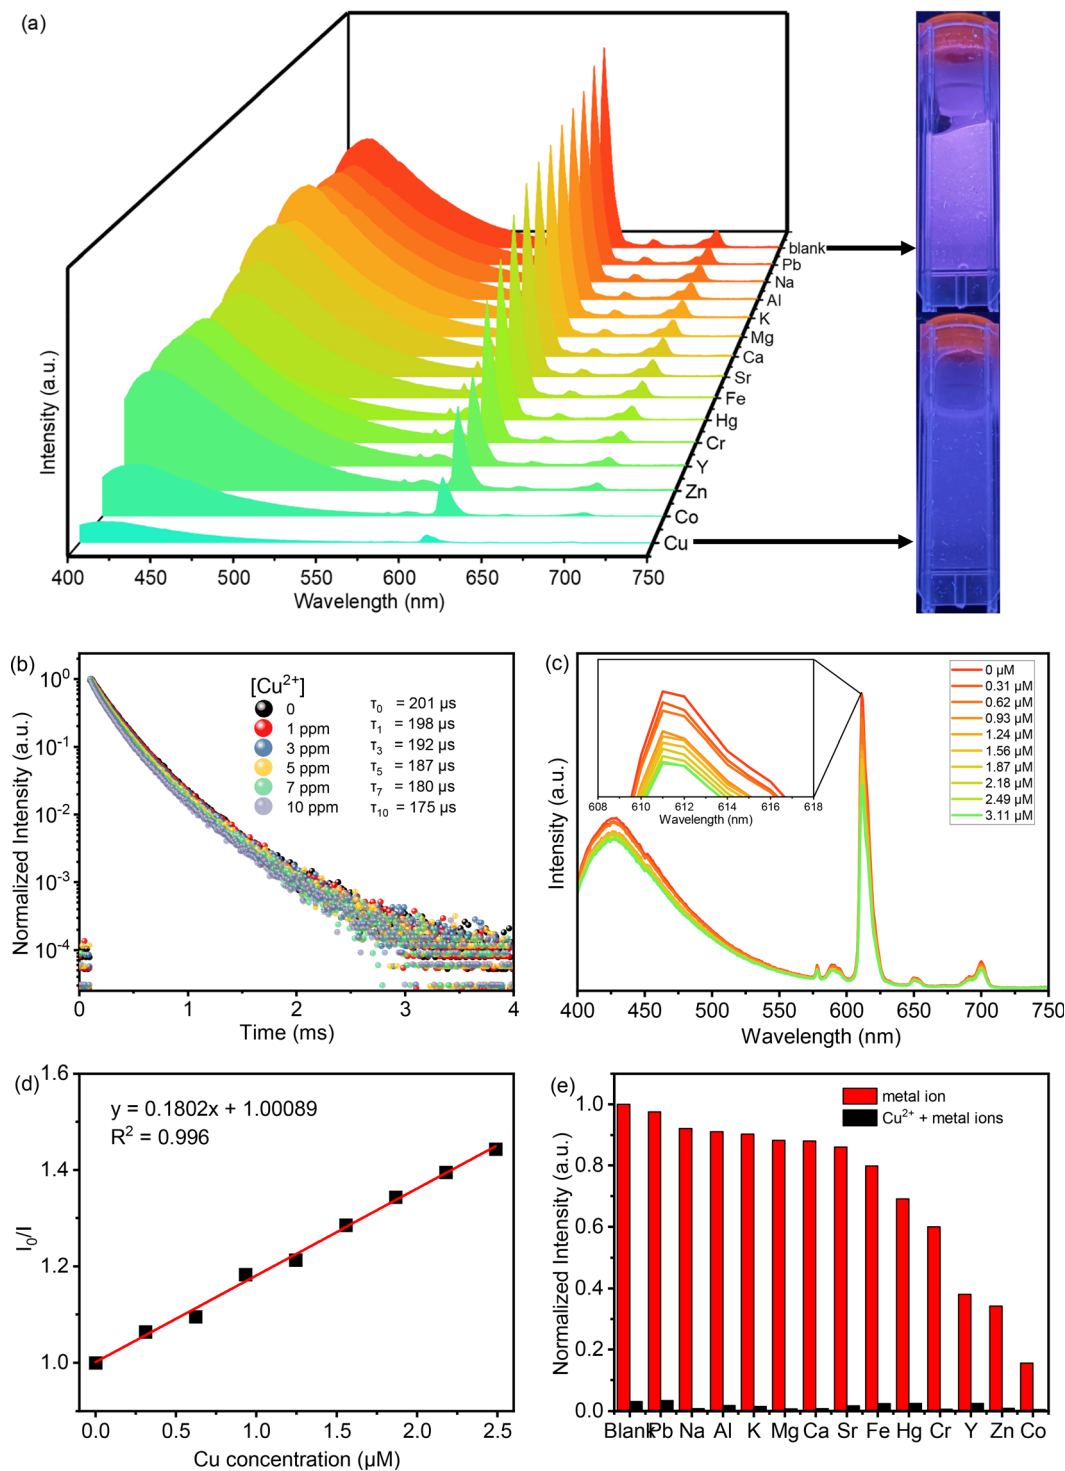 (a)
Intensity (a.u.)
blank
Pb
Na
Al
K
Mg
Ca
Sr
Fe
Hg
Cr
Y
Zn
Co
Cu
400 450 500 550 600 650 700 750
Wavelength (nm)
(b)
Normalized Intensity (a.u.)
10⁰
10⁻¹
10⁻²
10⁻³
10⁻⁴
[Cu²⁺]
0
1 ppm
3 ppm
5 ppm
7 ppm
10 ppm
τ₀ = 201 µs
τ₁ = 198 µs
τ₃ = 192 µs
τ₅ = 187 µs
τ₇ = 180 µs
τ₁₀ = 175 µs
0 1 2 3 4
Time (ms)
(c)
Intensity (a.u.)
608 610 612 614 616 618
Wavelength (nm)
0 µM
0.31 µM
0.62 µM
0.93 µM
1.24 µM
1.56 µM
1.87 µM
2.18 µM
2.49 µM
3.11 µM
400 450 500 550 600 650 700 750
Wavelength (nm)
(d)
I₀/I
1.6
1.4
1.2
1.0
y = 0.1802x + 1.00089
R² = 0.996
0.0 0.5 1.0 1.5 2.0 2.5
Cu concentration (µM)
(e)
Normalized Intensity (a.u.)
1.0
0.8
0.6
0.4
0.2
0.0
metal ion
Cu²⁺ + metal ions
Blank Pb Na Al K Mg Ca Sr Fe Hg Cr Y Zn Co